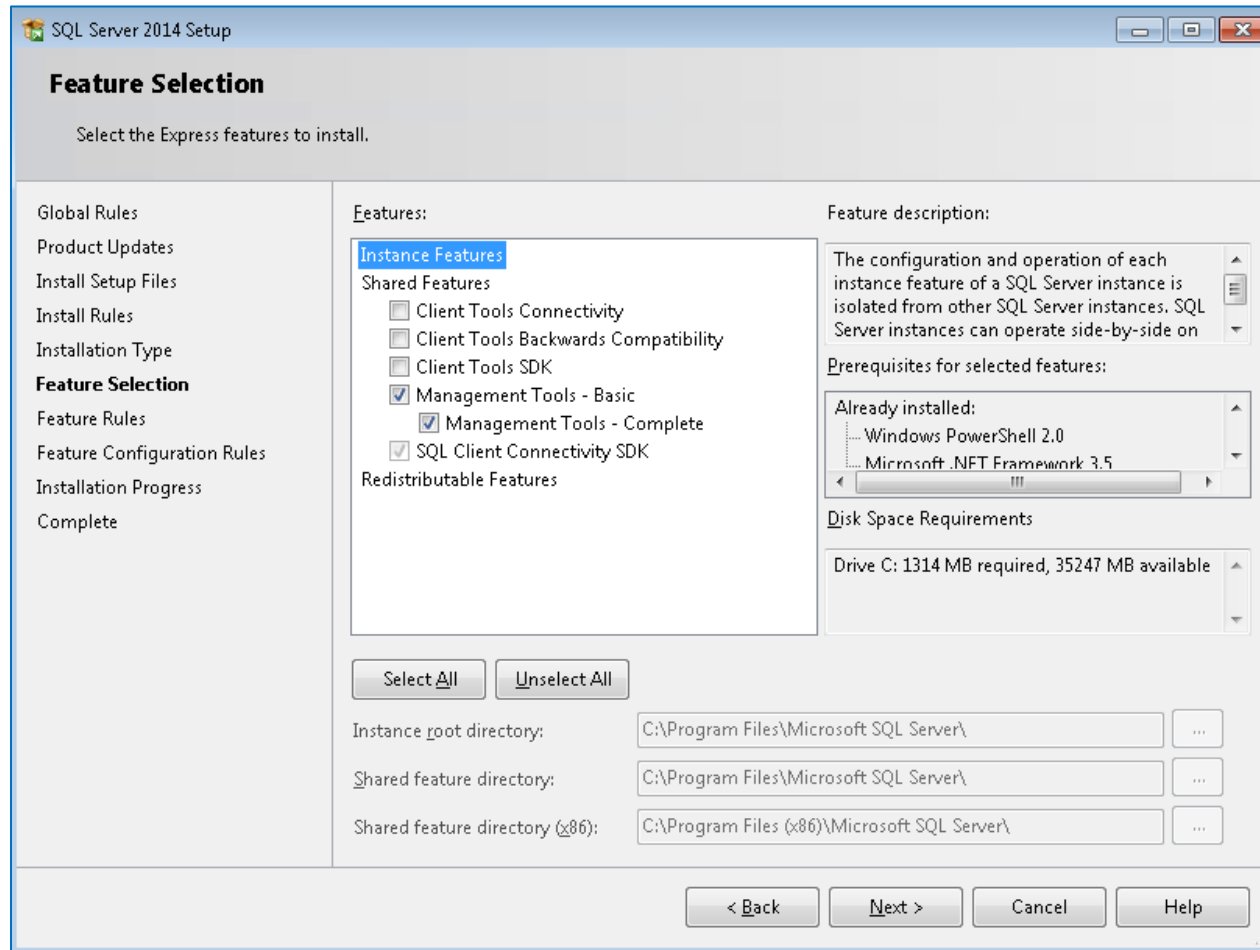 SQL Server 2014 Setup
Feature Selection
Select the Express features to install.
Global Rules
Product Updates
Install Setup Files
Install Rules
Installation Type
Feature Selection
Feature Rules
Feature Configuration Rules
Installation Progress
Complete
Features:
Instance Features
Shared Features
Client Tools Connectivity
Client Tools Backwards Compatibility
Client Tools SDK
Management Tools - Basic
Management Tools - Complete
SQL Client Connectivity SDK
Redistributable Features
Feature description:
The configuration and operation of each
instance feature of a SQL Server instance is
isolated from other SQL Server instances. SQL
Server instances can operate side-by-side on
Prerequisites for selected features:
Already installed:
Windows PowerShell 2.0
Microsoft .NET Framework 3.5
Disk Space Requirements
Drive C: 1314 MB required, 35247 MB available
Select All
Unselect All
Instance root directory:
C:\Program Files\Microsoft SQL Server\
...
Shared feature directory:
C:\Program Files\Microsoft SQL Server\
...
Shared feature directory (x86):
C:\Program Files (x86)\Microsoft SQL Server\
...
< Back
Next >
Cancel
Help